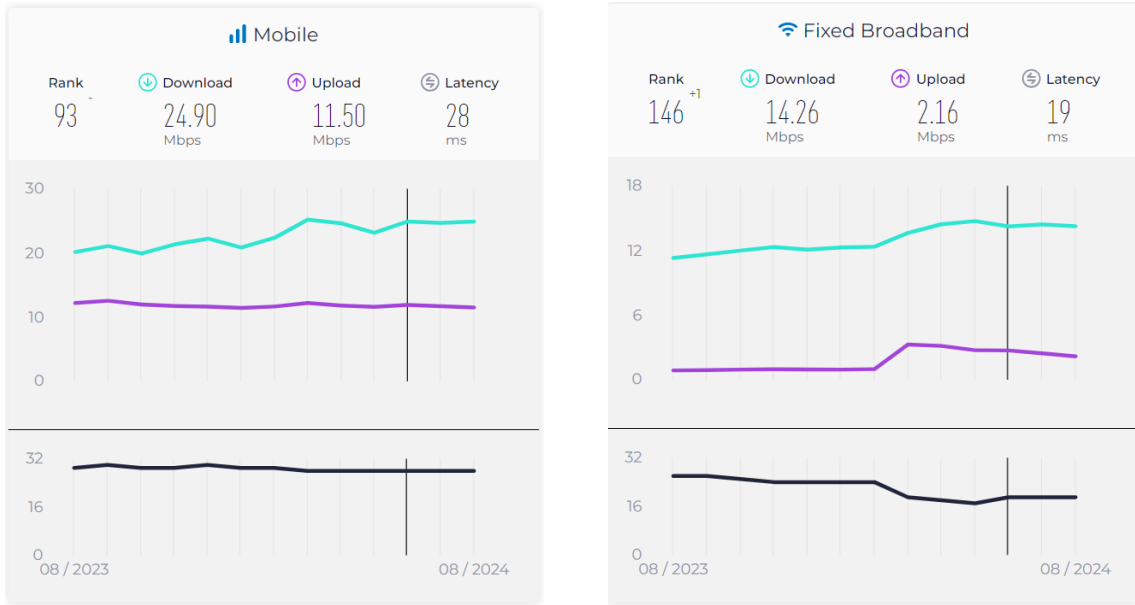 Mobile
Rank Download Upload Latency
93 - 24.90 11.50 28
Mbps Mbps ms
30
20
10
0
32
16
0
08 / 2023 08 / 2024
Fixed Broadband
Rank Download Upload Latency
146 +1 14.26 2.16 19
Mbps Mbps ms
18
12
6
0
32
16
0
08 / 2023 08 / 2024